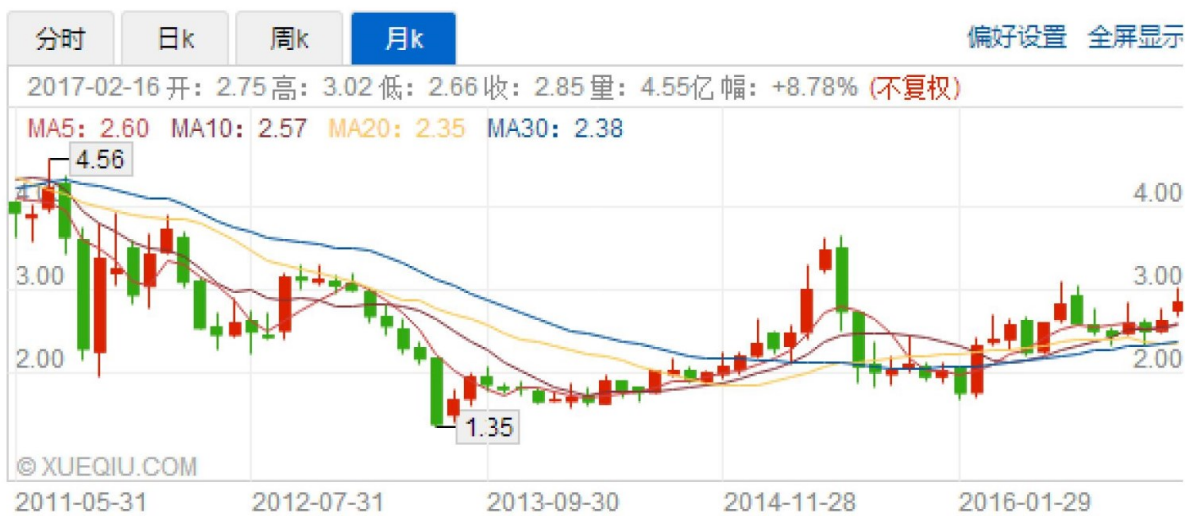 分时 日k 周k 月k 偏好设置 全屏显示
2017-02-16 开：2.75 高：3.02 低：2.66 收：2.85 量：4.55亿 幅：+8.78% (不复权)
MA5：2.60 MA10：2.57 MA20：2.35 MA30：2.38
4.56
4.00 4.00
3.00 3.00
2.00 2.00
1.35
© XUEQIU.COM
2011-05-31 2012-07-31 2013-09-30 2014-11-28 2016-01-29